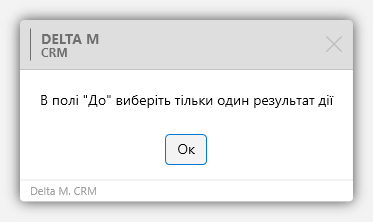 DELTA M
CRM
В полі "До" виберіть тільки один результат дії
Ок
Delta M. CRM